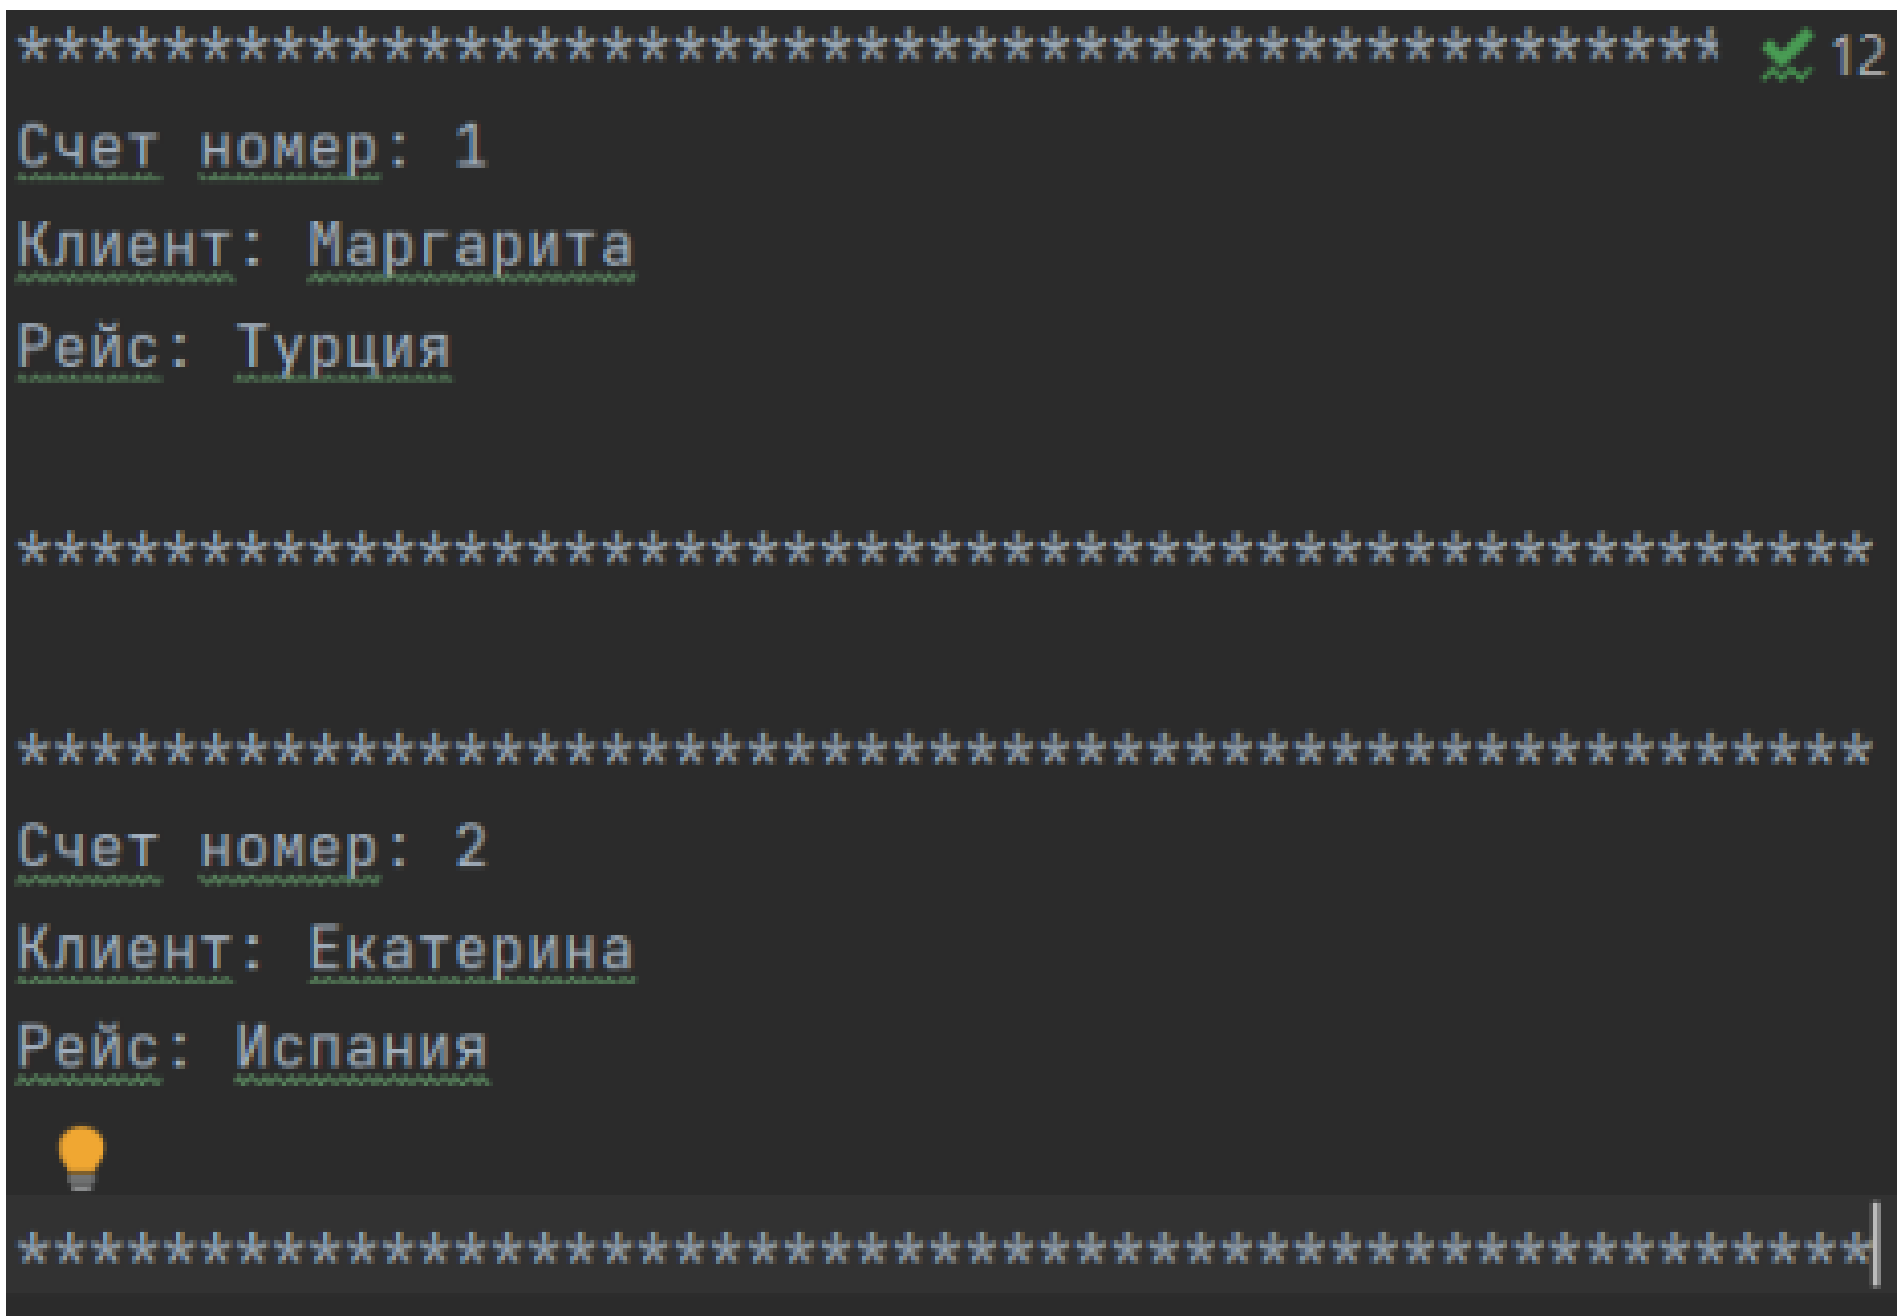 *************************************************** 12
Счет номер: 1
Клиент: Маргарита
Рейс: Турция
***************************************************
***************************************************
Счет номер: 2
Клиент: Екатерина
Рейс: Испания
***************************************************